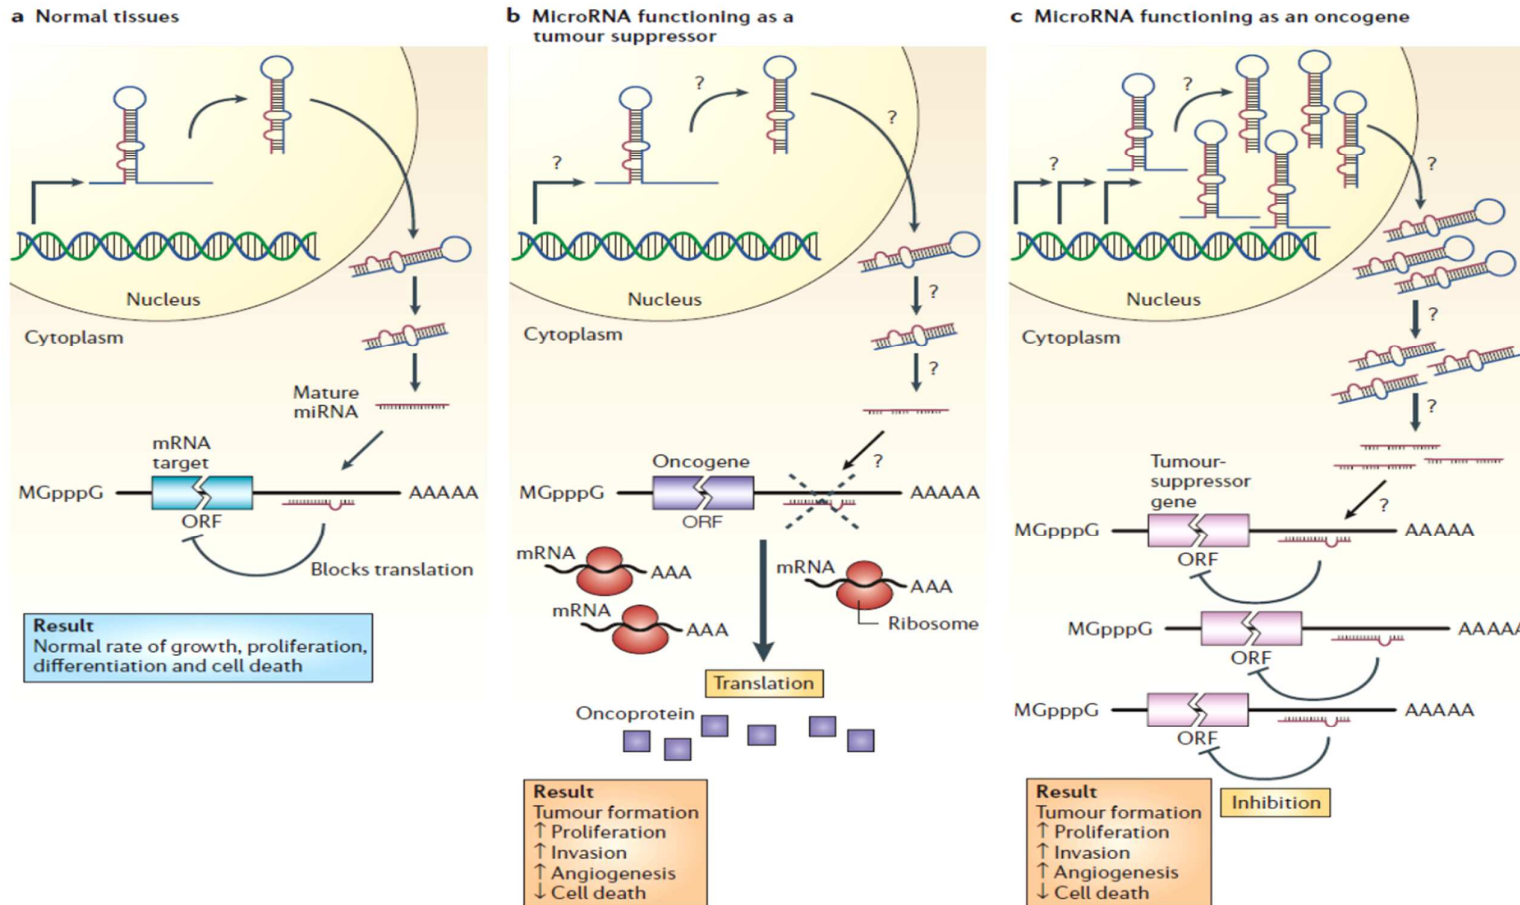 a Normal tissues
Nucleus
Cytoplasm
Mature
miRNA
mRNA
target
MGpppG
AAAAA
ORF
Blocks translation
Result
Normal rate of growth, proliferation,
differentiation and cell death
b MicroRNA functioning as a
tumour suppressor
?
?
?
Nucleus
?
Cytoplasm
?
Oncogene
?
MGpppG
AAAAA
ORF
mRNA
AAA
mRNA
AAA
mRNA
AAA
Ribosome
Translation
Oncoprotein
Result
Tumour formation
↑ Proliferation
↑ Invasion
↑ Angiogenesis
↓ Cell death
c MicroRNA functioning as an oncogene
?
?
?
Nucleus
?
Cytoplasm
?
Tumour-
suppressor
gene
?
MGpppG
AAAAA
ORF
MGpppG
AAAAA
ORF
MGpppG
AAAAA
ORF
Inhibition
Result
Tumour formation
↑ Proliferation
↑ Invasion
↑ Angiogenesis
↓ Cell death